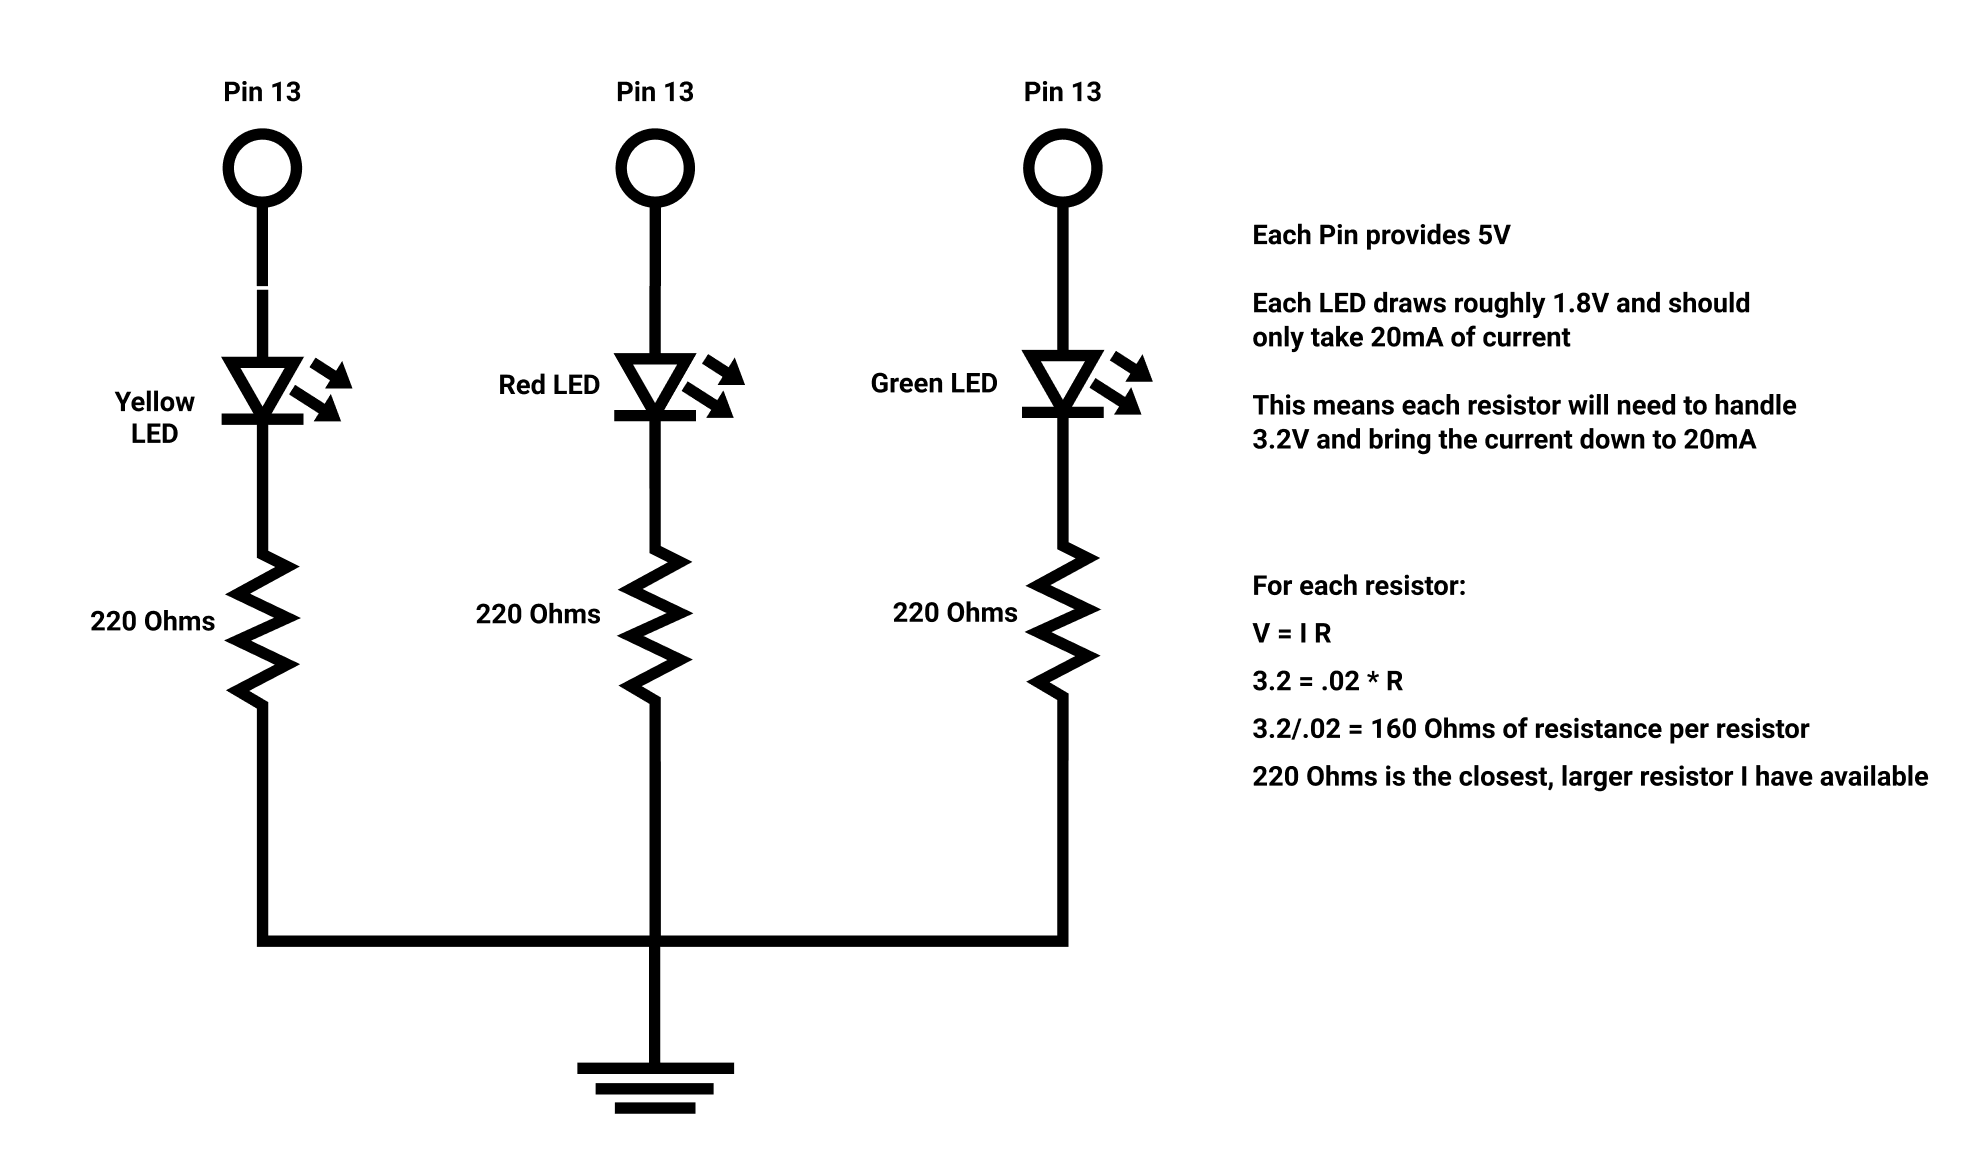 Pin 13
Pin 13
Pin 13
Yellow
LED
Red LED
Green LED
220 Ohms
220 Ohms
220 Ohms
Each Pin provides 5V
Each LED draws roughly 1.8V and should
only take 20mA of current
This means each resistor will need to handle
3.2V and bring the current down to 20mA
For each resistor:
V = I R
3.2 = .02 * R
3.2/.02 = 160 Ohms of resistance per resistor
220 Ohms is the closest, larger resistor I have available